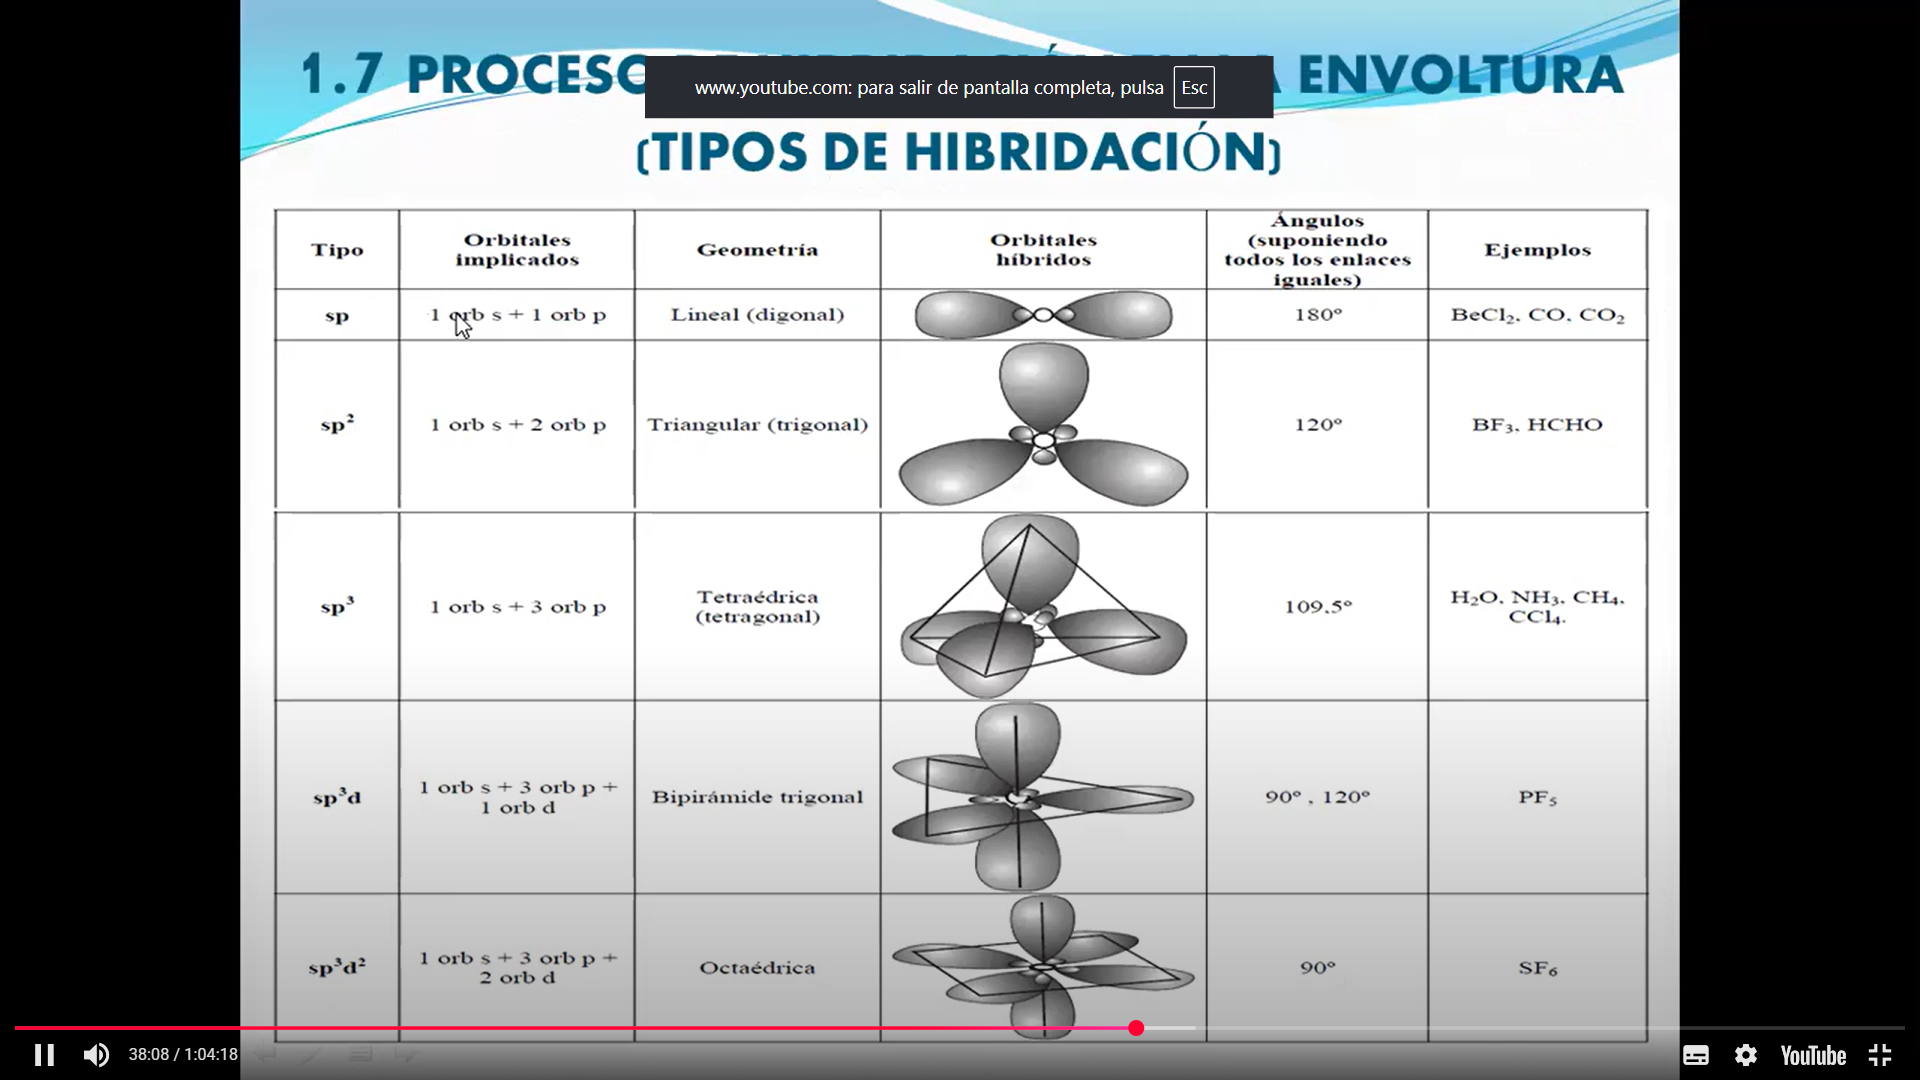 1.7 PROCESO ENVOLTURA
www.youtube.com: para salir de pantalla completa, pulsa Esc
(TIPOS DE HIBRIDACIÓN)
Tipo
Orbitales
implicados
Geometría
Orbitales
híbridos
Ángulos
(suponiendo
todos los enlaces
iguales)
Ejemplos
sp
1 orb s + 1 orb p
Lineal (digonal)
180°
BeCl₂, CO, CO₂
sp²
1 orb s + 2 orb p
Triangular (trigonal)
120°
BF₃, HCHO
sp³
1 orb s + 3 orb p
Tetraédrica
(tetragonal)
109,5°
H₂O, NH₃, CH₄,
CCl₄.
sp³d
1 orb s + 3 orb p +
1 orb d
Bipirámide trigonal
90° , 120°
PF₅
sp³d²
1 orb s + 3 orb p +
2 orb d
Octaédrica
90°
SF₆
38:08 / 1:04:18
YouTube